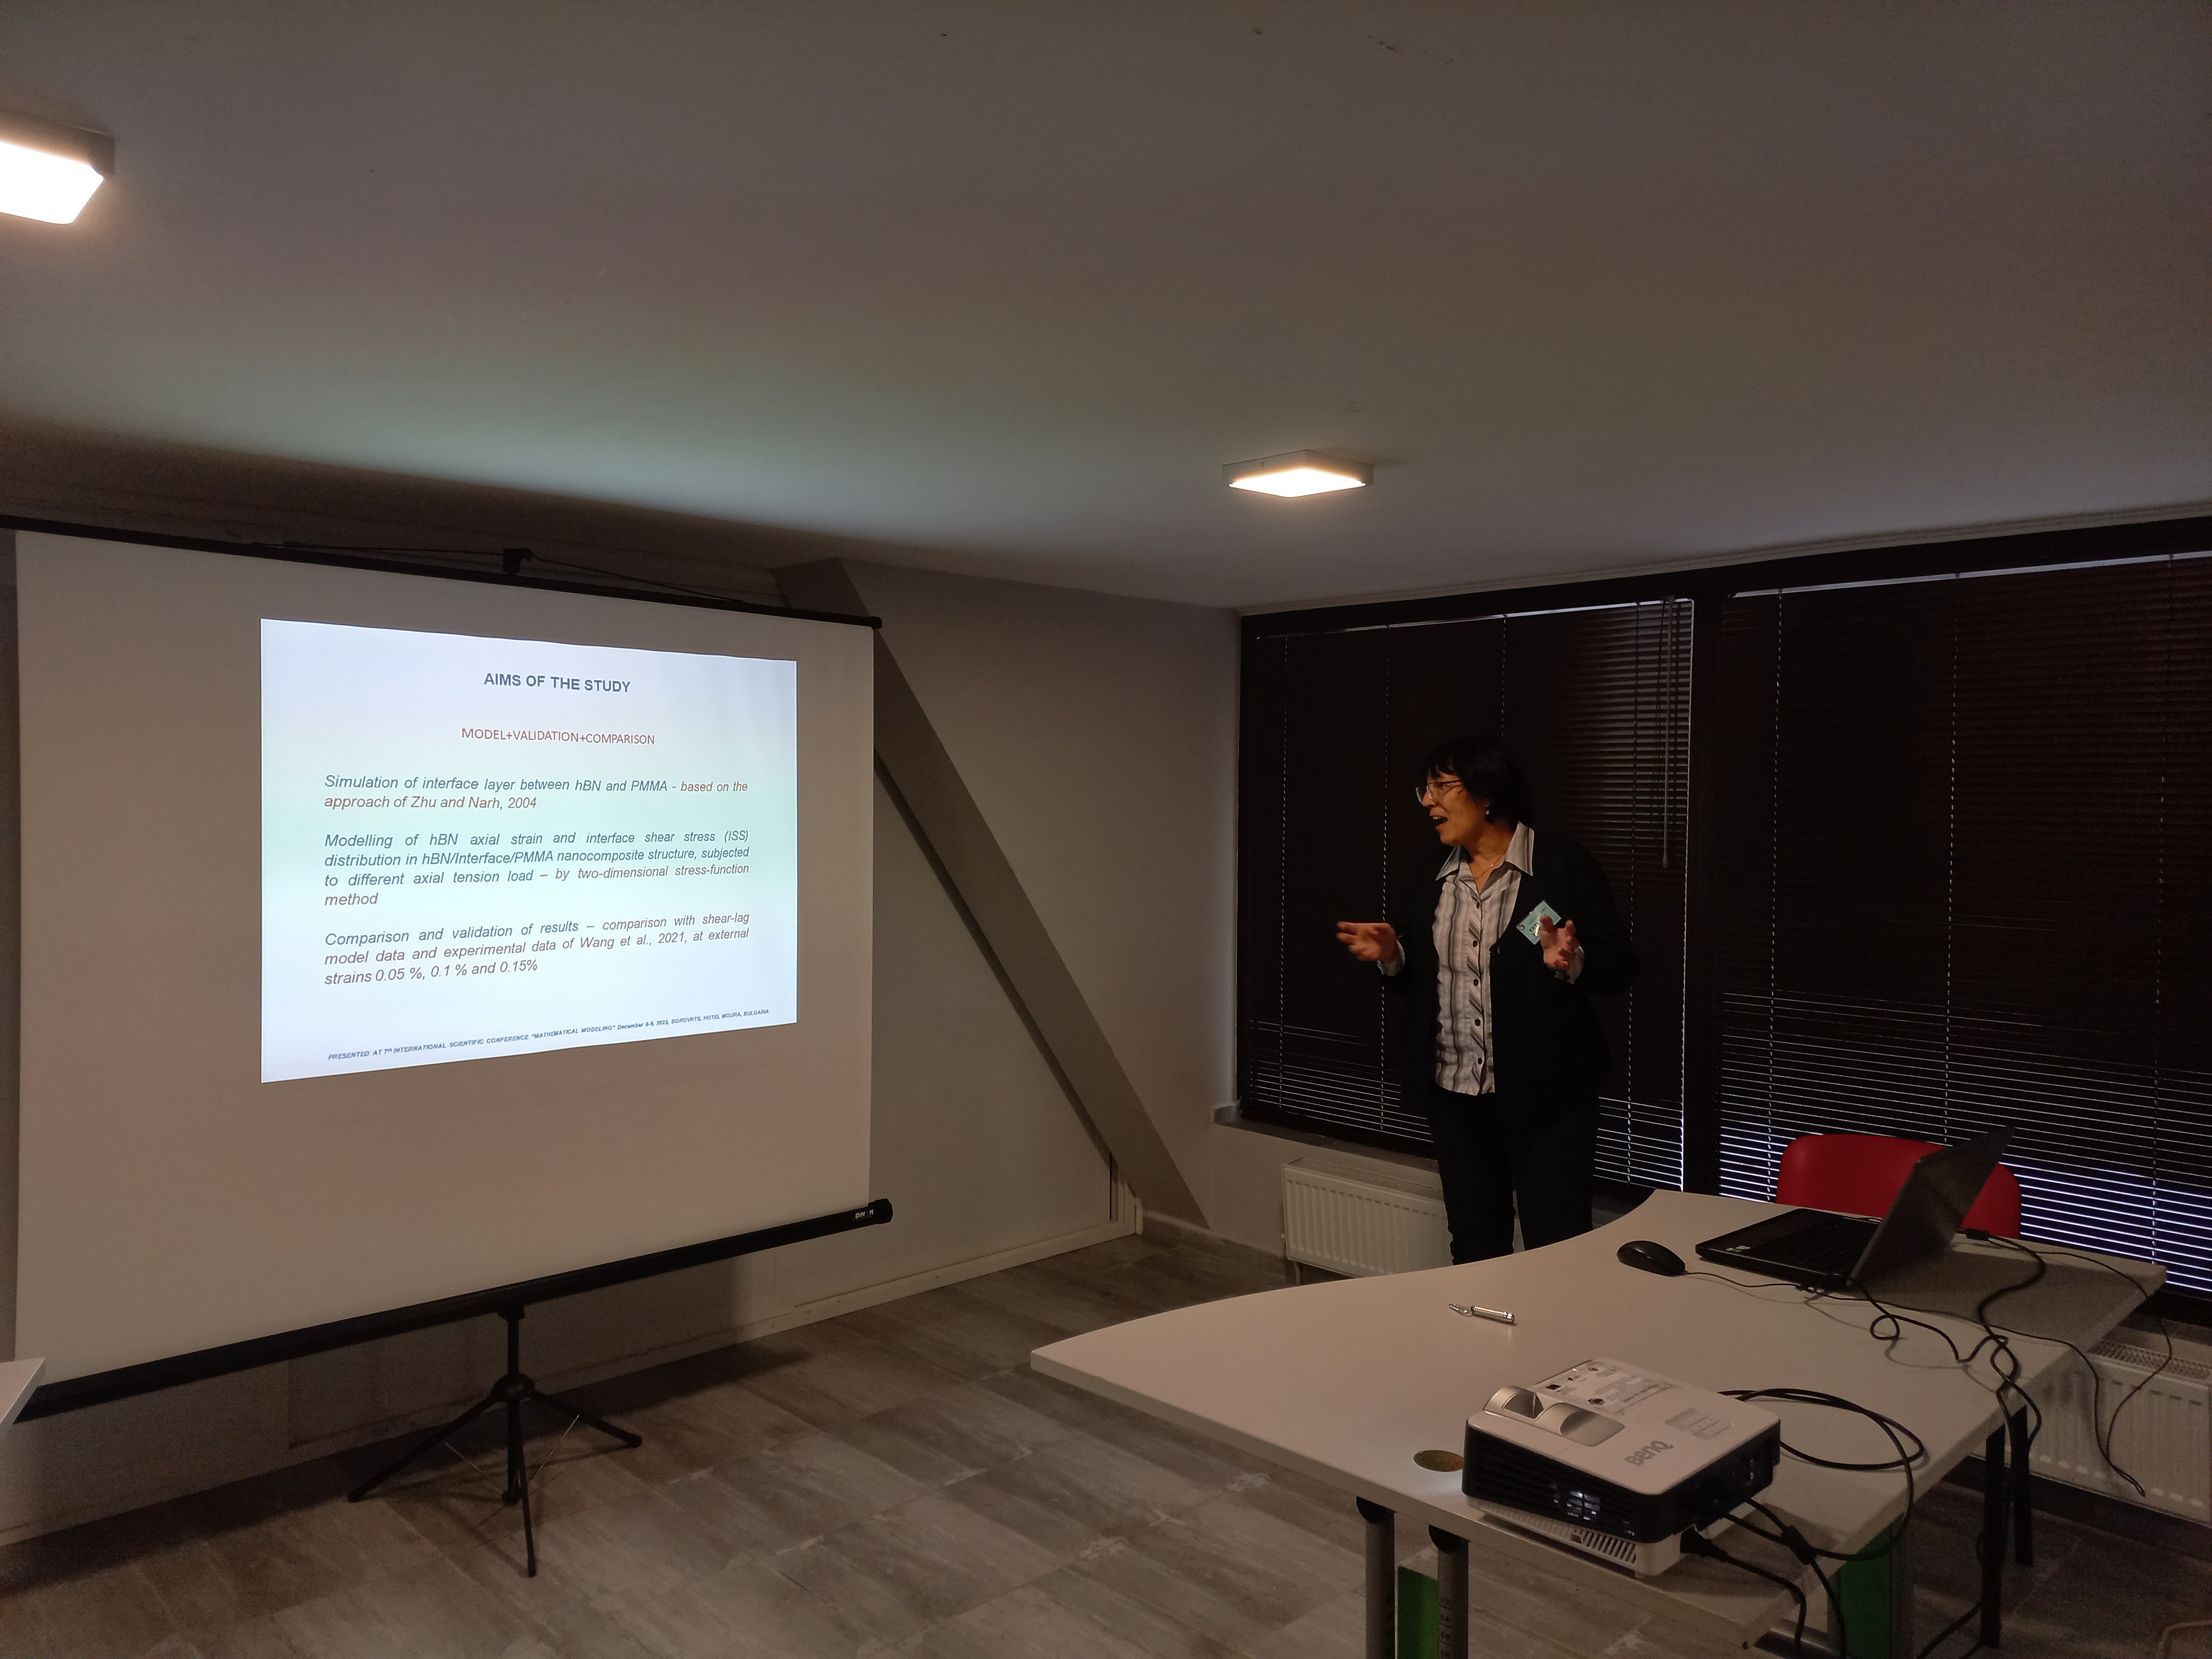 AIMS OF THE STUDY
MODEL+VALIDATION+COMPARISON
Simulation of interface layer between hBN and PMMA - based on the
approach of Zhu and Narh, 2004
Modelling of hBN axial strain and interface shear stress (ISS)
distribution in hBN/Interface/PMMA nanocomposite structure, subjected
to different axial tension load – by two-dimensional stress-function
method
Comparison and validation of results – comparison with shear-lag
model data and experimental data of Wang et al., 2021, at external
strains 0.05 %, 0.1 % and 0.15%
PRESENTED AT 7th INTERNATIONAL SCIENTIFIC CONFERENCE "MATHEMATICAL MODELING" December 6-9, 2023, BOROVRTS, HOTEL MOURA, BULGARIA
BenQ